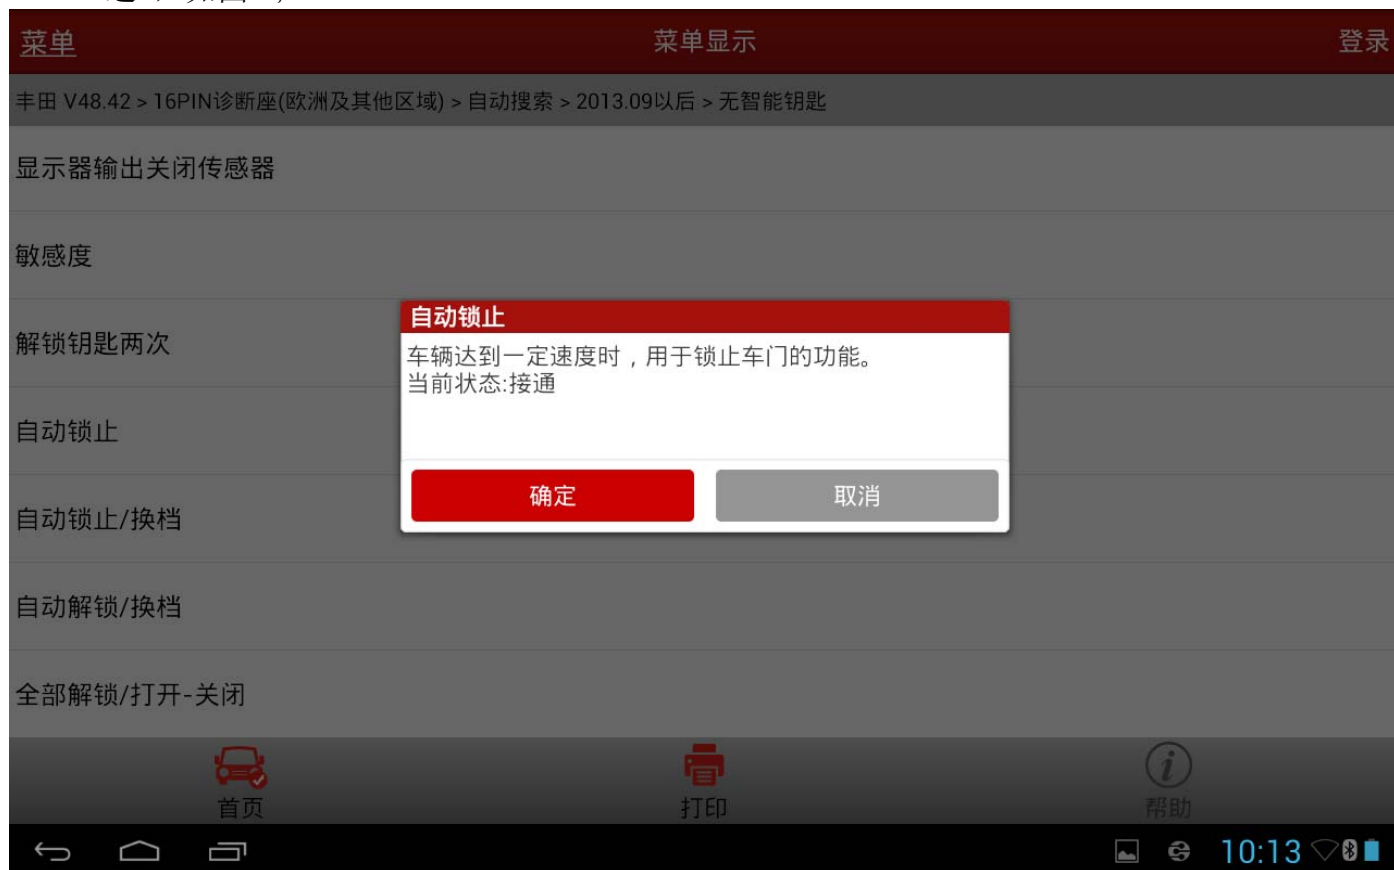 菜单
菜单显示
登录
丰田 V48.42 > 16PIN诊断座(欧洲及其他区域) > 自动搜索 > 2013.09以后 > 无智能钥匙
显示器输出关闭传感器
敏感度
解锁钥匙两次
自动锁止
自动锁止/换档
自动解锁/换档
全部解锁/打开-关闭
自动锁止
车辆达到一定速度时，用于锁止车门的功能。
当前状态:接通
确定
取消
首页
打印
帮助
10:13